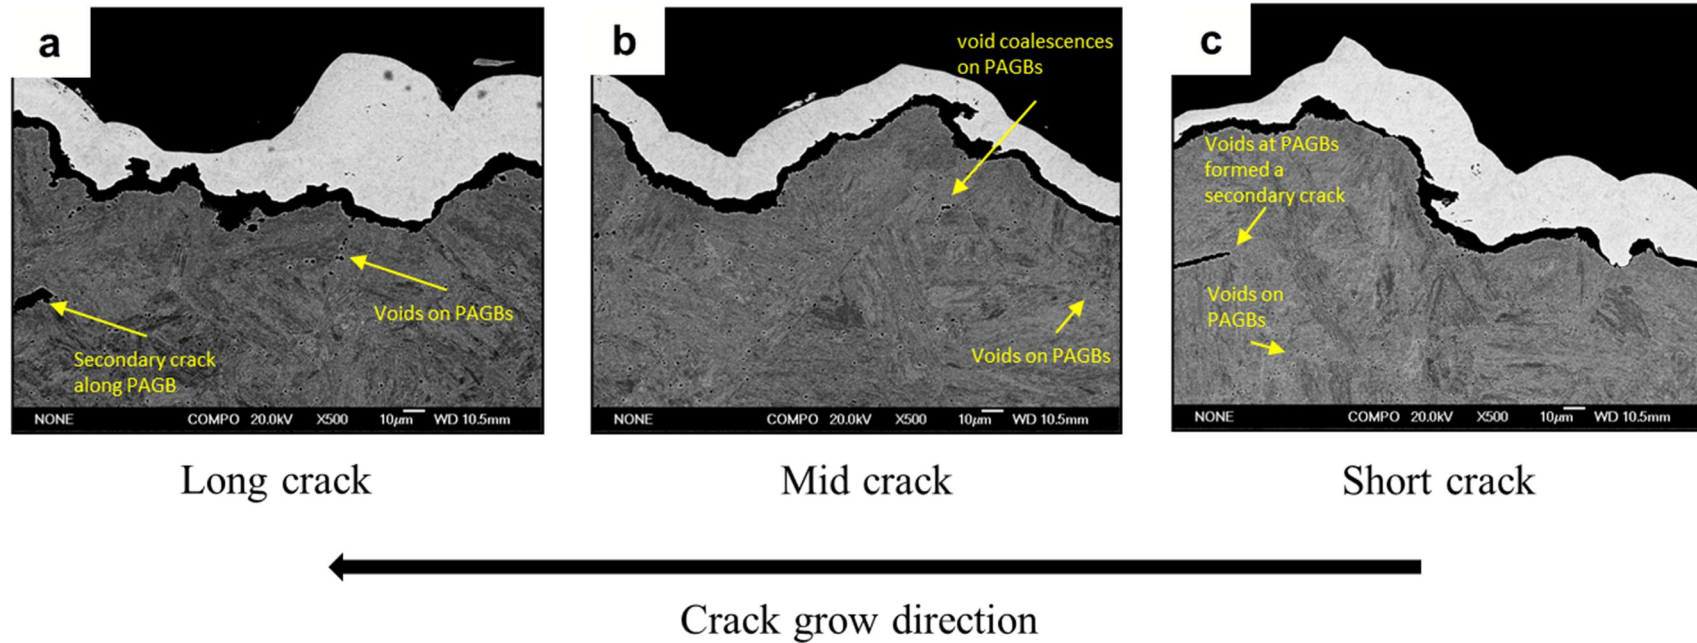 a
Secondary crack
along PAGB
Voids on PAGBs
NONE COMPO 20.0kV X500 10µm WD 10.5mm
Long crack
b
void coalescences
on PAGBs
Voids on PAGBs
NONE COMPO 20.0kV X500 10µm WD 10.5mm
Mid crack
c
Voids at PAGBs
formed a
secondary crack
Voids on
PAGBs
NONE COMPO 20.0kV X500 10µm WD 10.5mm
Short crack
Crack grow direction